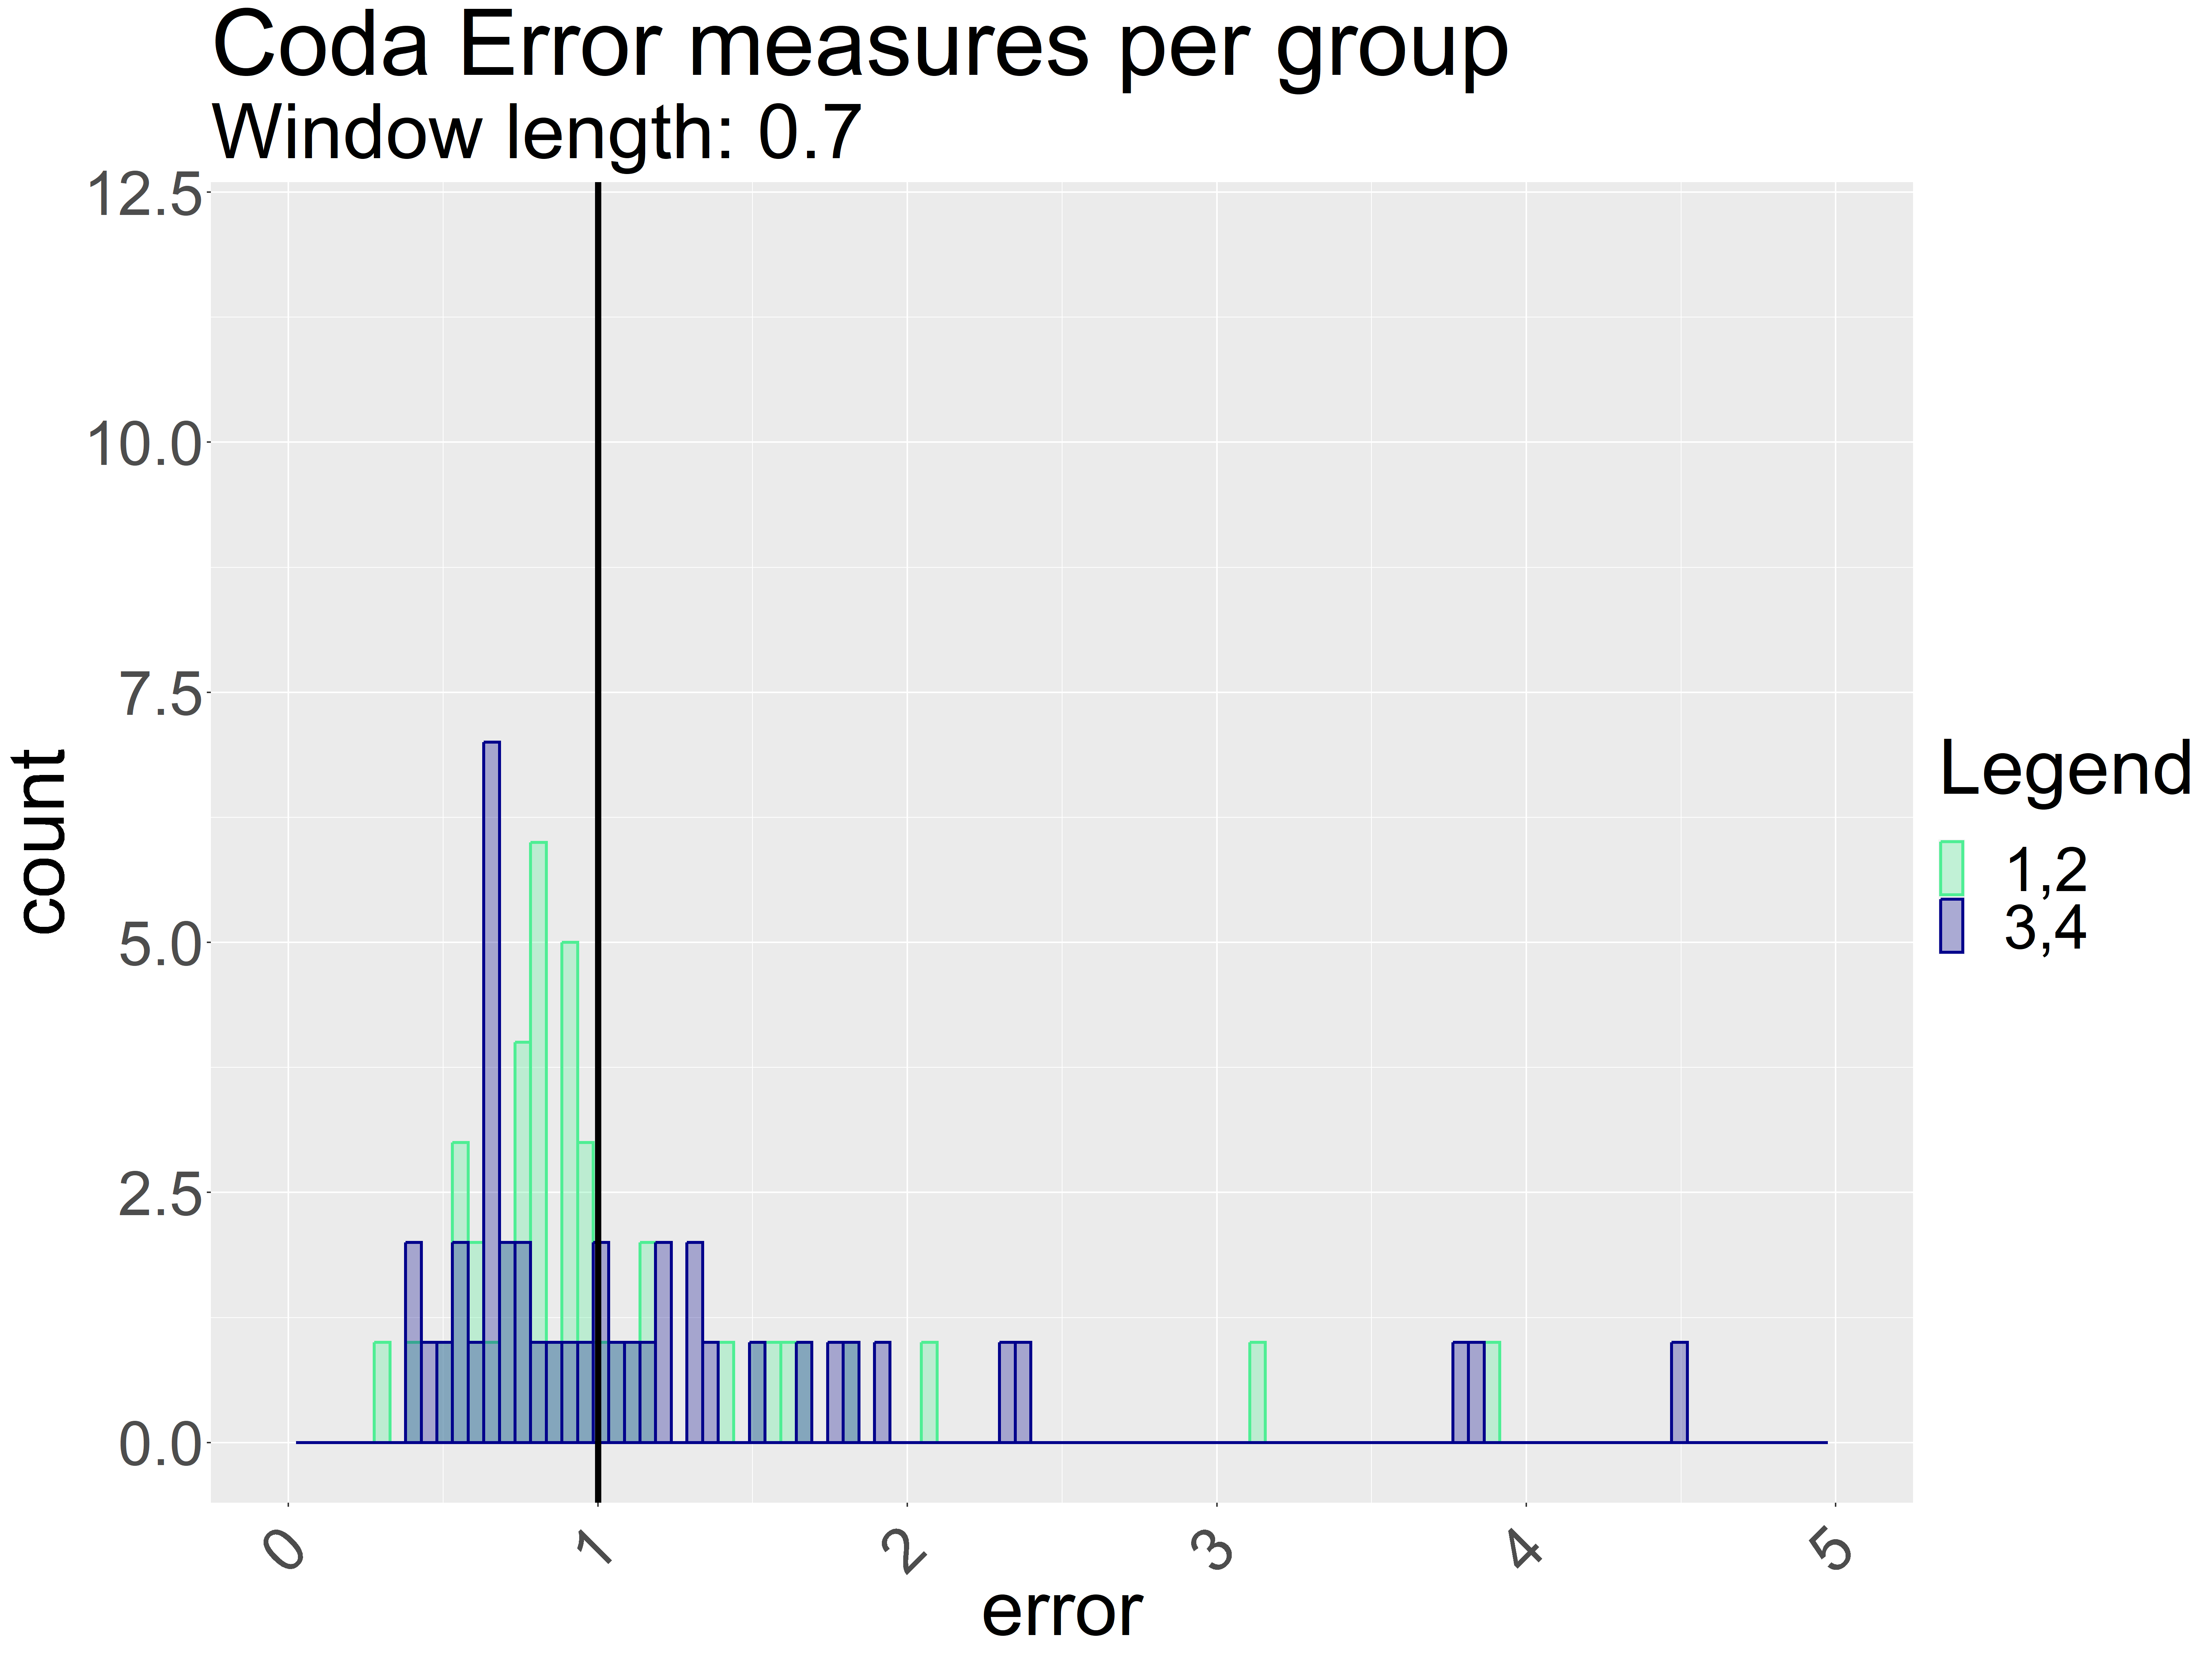 Coda Error measures per group
Window length: 0.7
12.5
10.0
7.5
5.0
2.5
0.0
count
0 1 2 3 4 5
error
Legend
1,2
3,4